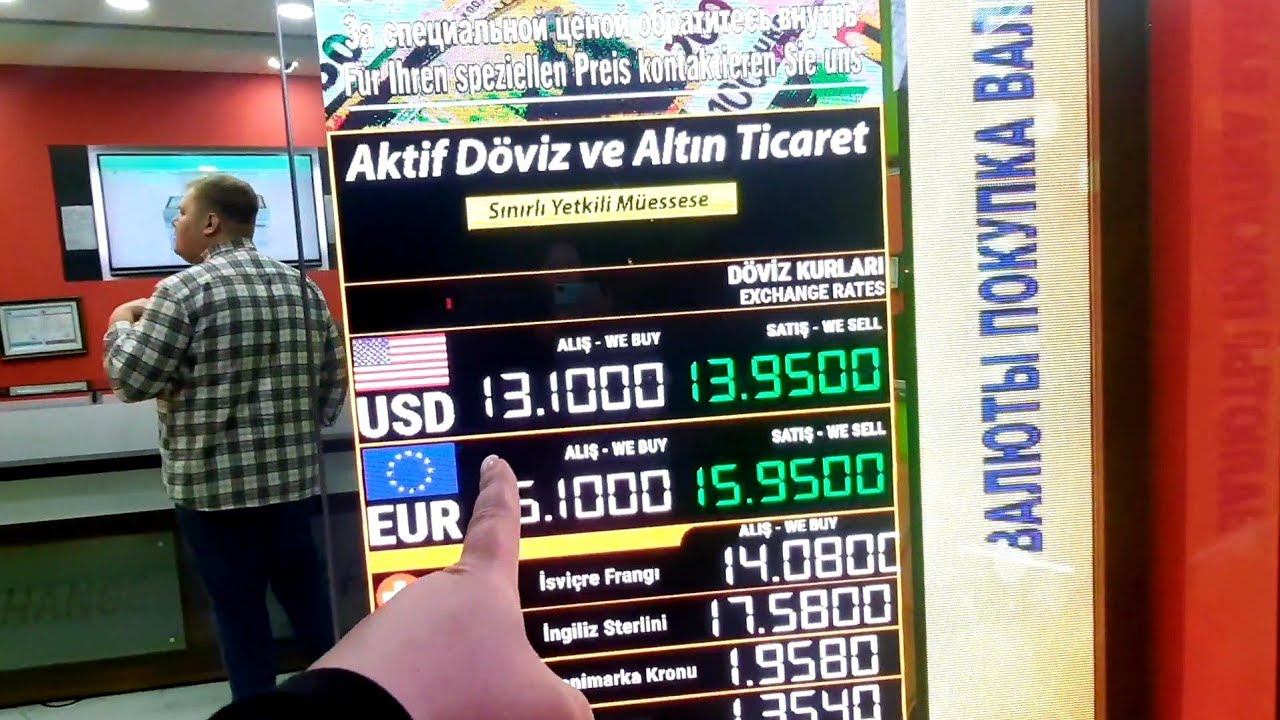 За специальной ценой обратитесь внутрь
Für Ihren speziellen Preis kontaktieren Sie uns
Aktif Döviz ve Altın Ticaret
Sınırlı Yetkili Müessese
DÖVİZ KURLARI
EXCHANGE RATES
ALIŞ - WE BUY SATIŞ - WE SELL
USD 13.1000 13.9500
ALIŞ - WE BUY SATIŞ - WE SELL
EUR 15.9500
ALIŞ - WE BUY
İsviçre Frangı 14.0800
İngiliz Sterlini 17.5800
Kronu 1.9580
1.3540
ВАЛЮТЫ ПОКУПКА